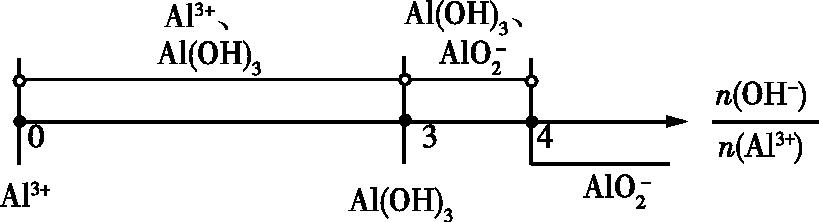 Al³⁺、
Al(OH)₃
Al(OH)₃、
AlO₂⁻
0
3
4
n(OH⁻)
n(Al³⁺)
Al³⁺
Al(OH)₃
AlO₂⁻